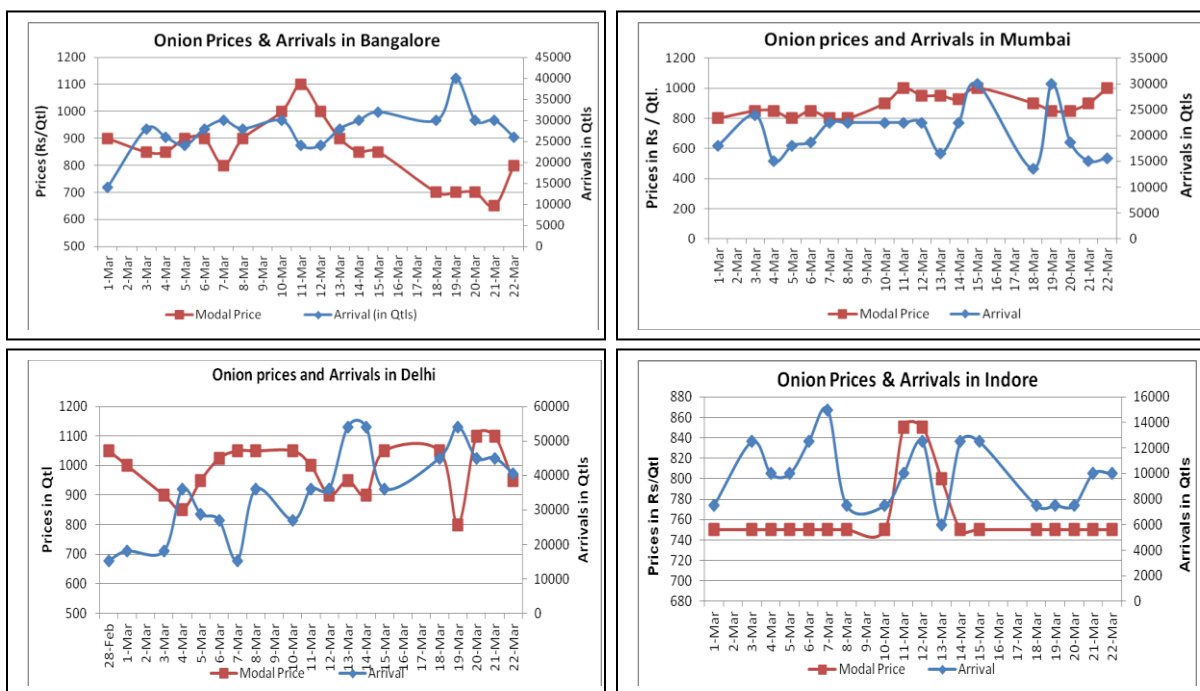 Onion Prices & Arrivals in Bangalore
Prices (Rs/Qtl)
1200
1100
1000
900
800
700
600
500
45000
40000
35000
30000
25000
20000
15000
10000
5000
0
Arrivals in Qtls
1-Mar
2-Mar
3-Mar
4-Mar
5-Mar
6-Mar
7-Mar
8-Mar
9-Mar
10-Mar
11-Mar
12-Mar
13-Mar
14-Mar
15-Mar
16-Mar
17-Mar
18-Mar
19-Mar
20-Mar
21-Mar
22-Mar
Modal Price
Arrival (in Qtls)
Onion prices and Arrivals in Mumbai
Prices in Rs / Qtl.
1200
1000
800
600
400
200
0
35000
30000
25000
20000
15000
10000
5000
0
Arrivals in Qtls
1-Mar
2-Mar
3-Mar
4-Mar
5-Mar
6-Mar
7-Mar
8-Mar
9-Mar
10-Mar
11-Mar
12-Mar
13-Mar
14-Mar
15-Mar
16-Mar
17-Mar
18-Mar
19-Mar
20-Mar
21-Mar
22-Mar
Modal Price
Arrival
Onion prices and Arrivals in Delhi
Prices in Qtl
1200
1100
1000
900
800
700
600
500
60000
50000
40000
30000
20000
10000
0
Arrivals in Qtls
28-Feb
1-Mar
2-Mar
3-Mar
4-Mar
5-Mar
6-Mar
7-Mar
8-Mar
9-Mar
10-Mar
11-Mar
12-Mar
13-Mar
14-Mar
15-Mar
16-Mar
17-Mar
18-Mar
19-Mar
20-Mar
21-Mar
22-Mar
Modal Price
Arrival
Onion Prices & Arrivals in Indore
Prices in Rs/Qtl
880
860
840
820
800
780
760
740
720
700
680
16000
14000
12000
10000
8000
6000
4000
2000
0
Arrivals in Qtls
1-Mar
2-Mar
3-Mar
4-Mar
5-Mar
6-Mar
7-Mar
8-Mar
9-Mar
10-Mar
11-Mar
12-Mar
13-Mar
14-Mar
15-Mar
16-Mar
17-Mar
18-Mar
19-Mar
20-Mar
21-Mar
22-Mar
Modal Price
Arrival